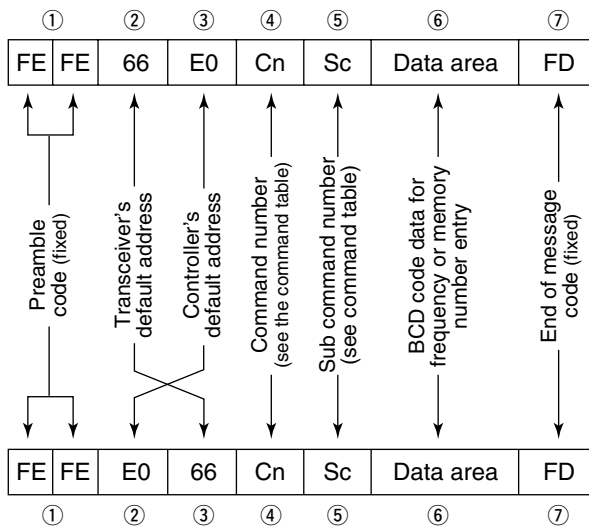 ① ② ③ ④ ⑤ ⑥ ⑦
FE FE 66 E0 Cn Sc Data area FD
Preamble
code (fixed)
Transceiver's
default address
Controller's
default address
Command number
(see the command table)
Sub command number
(see command table)
BCD code data for
frequency or memory
number entry
End of message
code (fixed)
FE FE E0 66 Cn Sc Data area FD
① ② ③ ④ ⑤ ⑥ ⑦